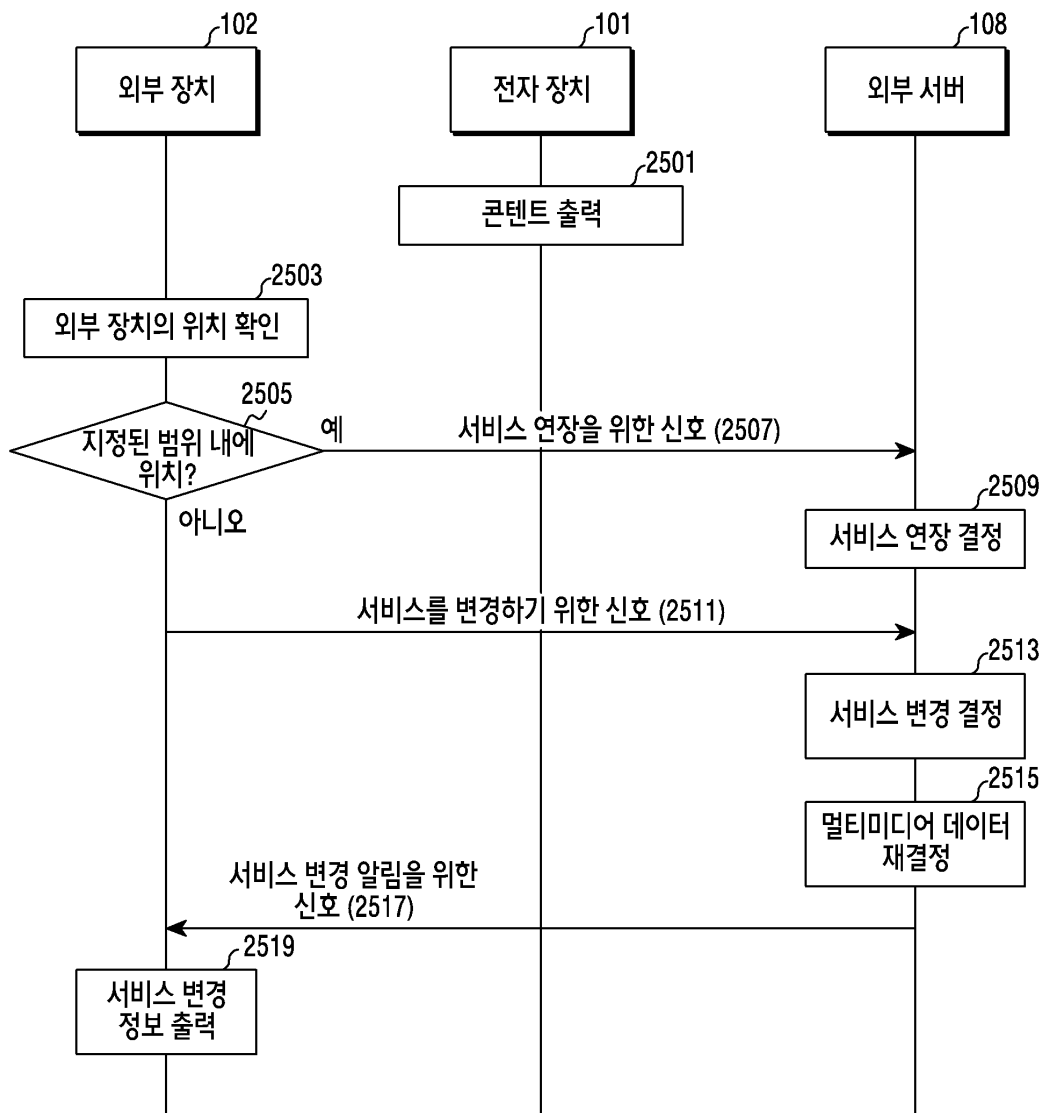 102
101
108
외부 장치
전자 장치
외부 서버
2501
콘텐트 출력
2503
외부 장치의 위치 확인
2505
지정된 범위 내에
위치?
예
서비스 연장을 위한 신호 (2507)
아니오
2509
서비스 연장 결정
서비스를 변경하기 위한 신호 (2511)
2513
서비스 변경 결정
2515
멀티미디어 데이터
재결정
서비스 변경 알림을 위한
신호 (2517)
2519
서비스 변경
정보 출력